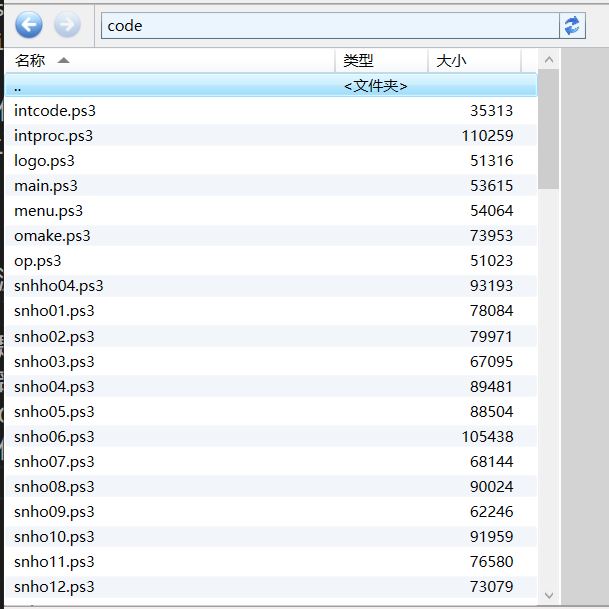 code
名称 类型 大小
.. <文件夹>
intcode.ps3 35313
intproc.ps3 110259
logo.ps3 51316
main.ps3 53615
menu.ps3 54064
omake.ps3 73953
op.ps3 51023
snhho04.ps3 93193
snho01.ps3 78084
snho02.ps3 79971
snho03.ps3 67095
snho04.ps3 89481
snho05.ps3 88504
snho06.ps3 105438
snho07.ps3 68144
snho08.ps3 90024
snho09.ps3 62246
snho10.ps3 91959
snho11.ps3 76580
snho12.ps3 73079